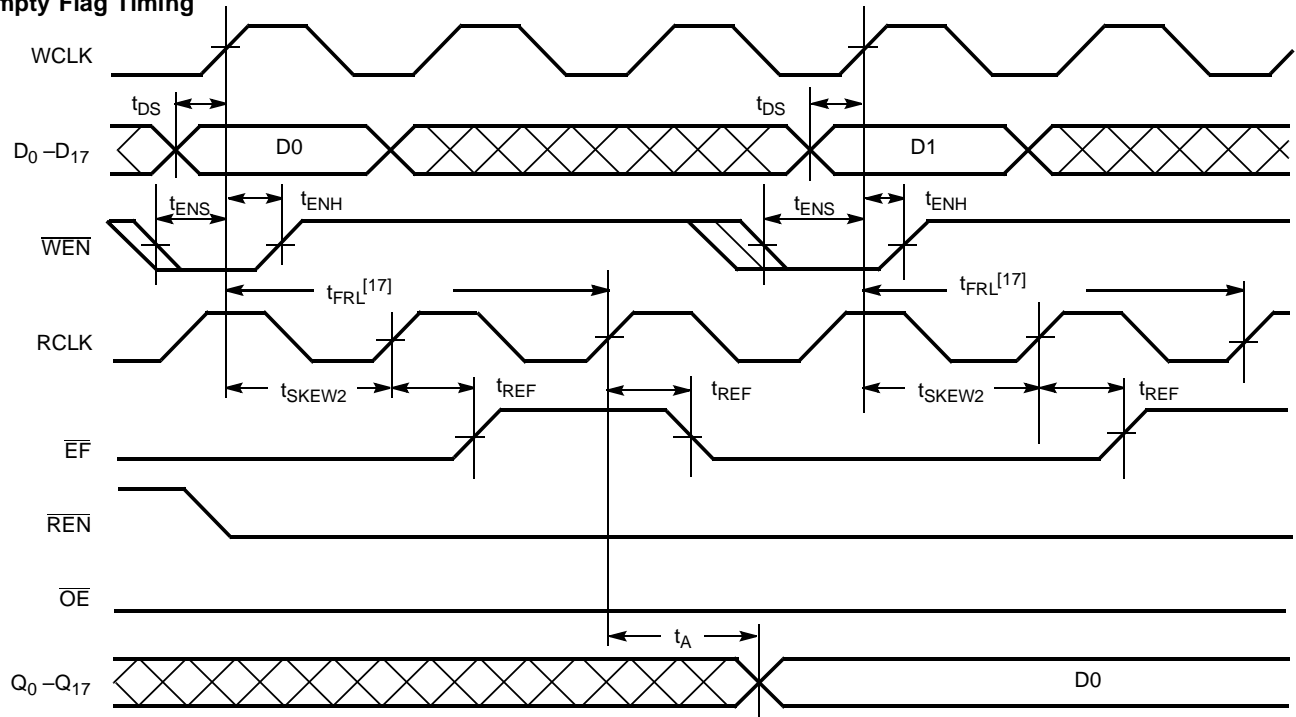 mpty Flag Timing
WCLK
tDS
tDS
D0 –D17
D0
D1
tENS
tENH
tENS
tENH
WEN
tFRL[17]
tFRL[17]
RCLK
tSKEW2
tREF
tREF
tSKEW2
tREF
EF
REN
OE
tA
Q0 –Q17
D0